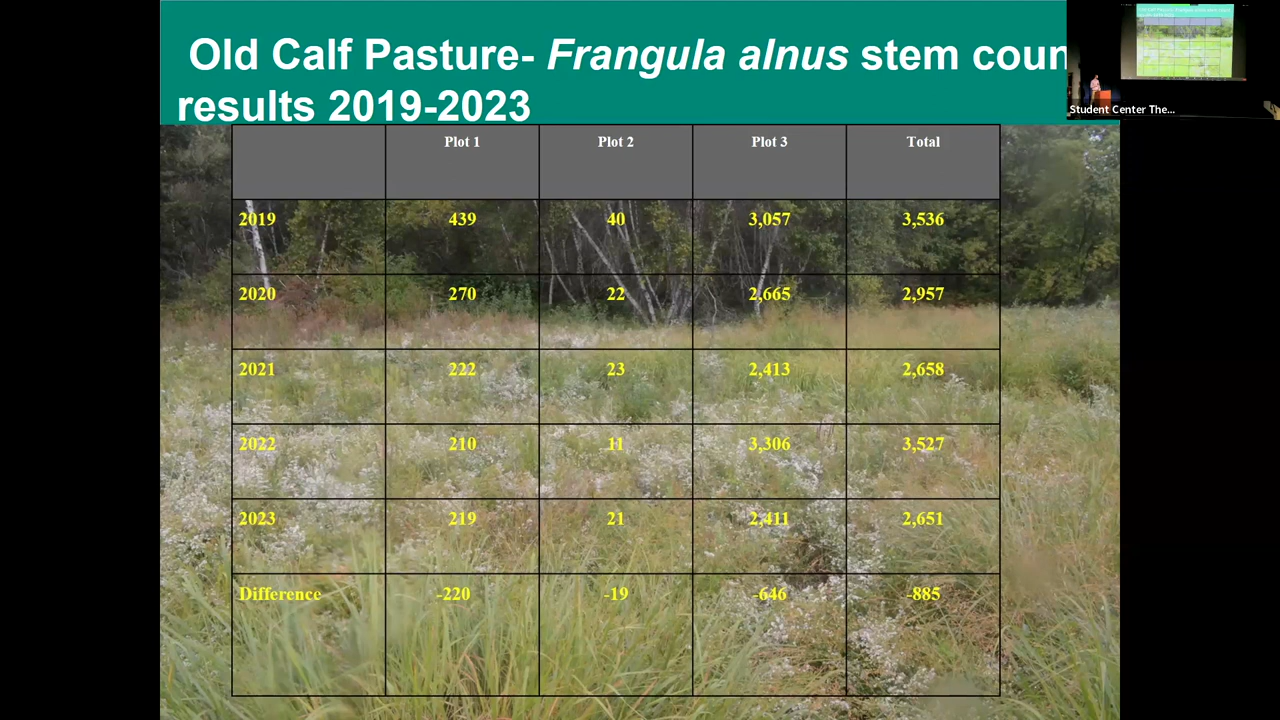 Old Calf Pasture- Frangula alnus stem coun
results 2019-2023
Student Center The...
Plot 1 Plot 2 Plot 3 Total
2019 439 40 3,057 3,536
2020 270 22 2,665 2,957
2021 222 23 2,413 2,658
2022 210 11 3,306 3,527
2023 219 21 2,411 2,651
Difference -220 -19 -646 -885